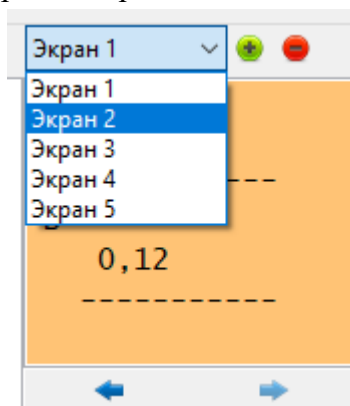 Экран 1
Экран 1
Экран 2
Экран 3
Экран 4
Экран 5
---
0,12
-----------